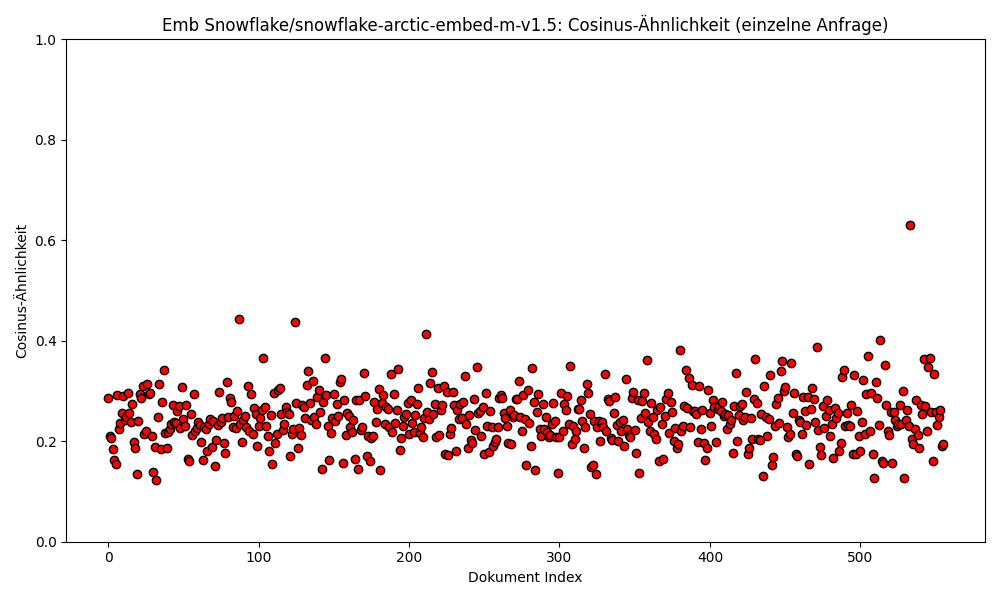 Emb Snowflake/snowflake-arctic-embed-m-v1.5: Cosinus-Ähnlichkeit (einzelne Anfrage)
1.0
0.8
0.6
0.4
0.2
0.0
Cosinus-Ähnlichkeit
0 100 200 300 400 500
Dokument Index